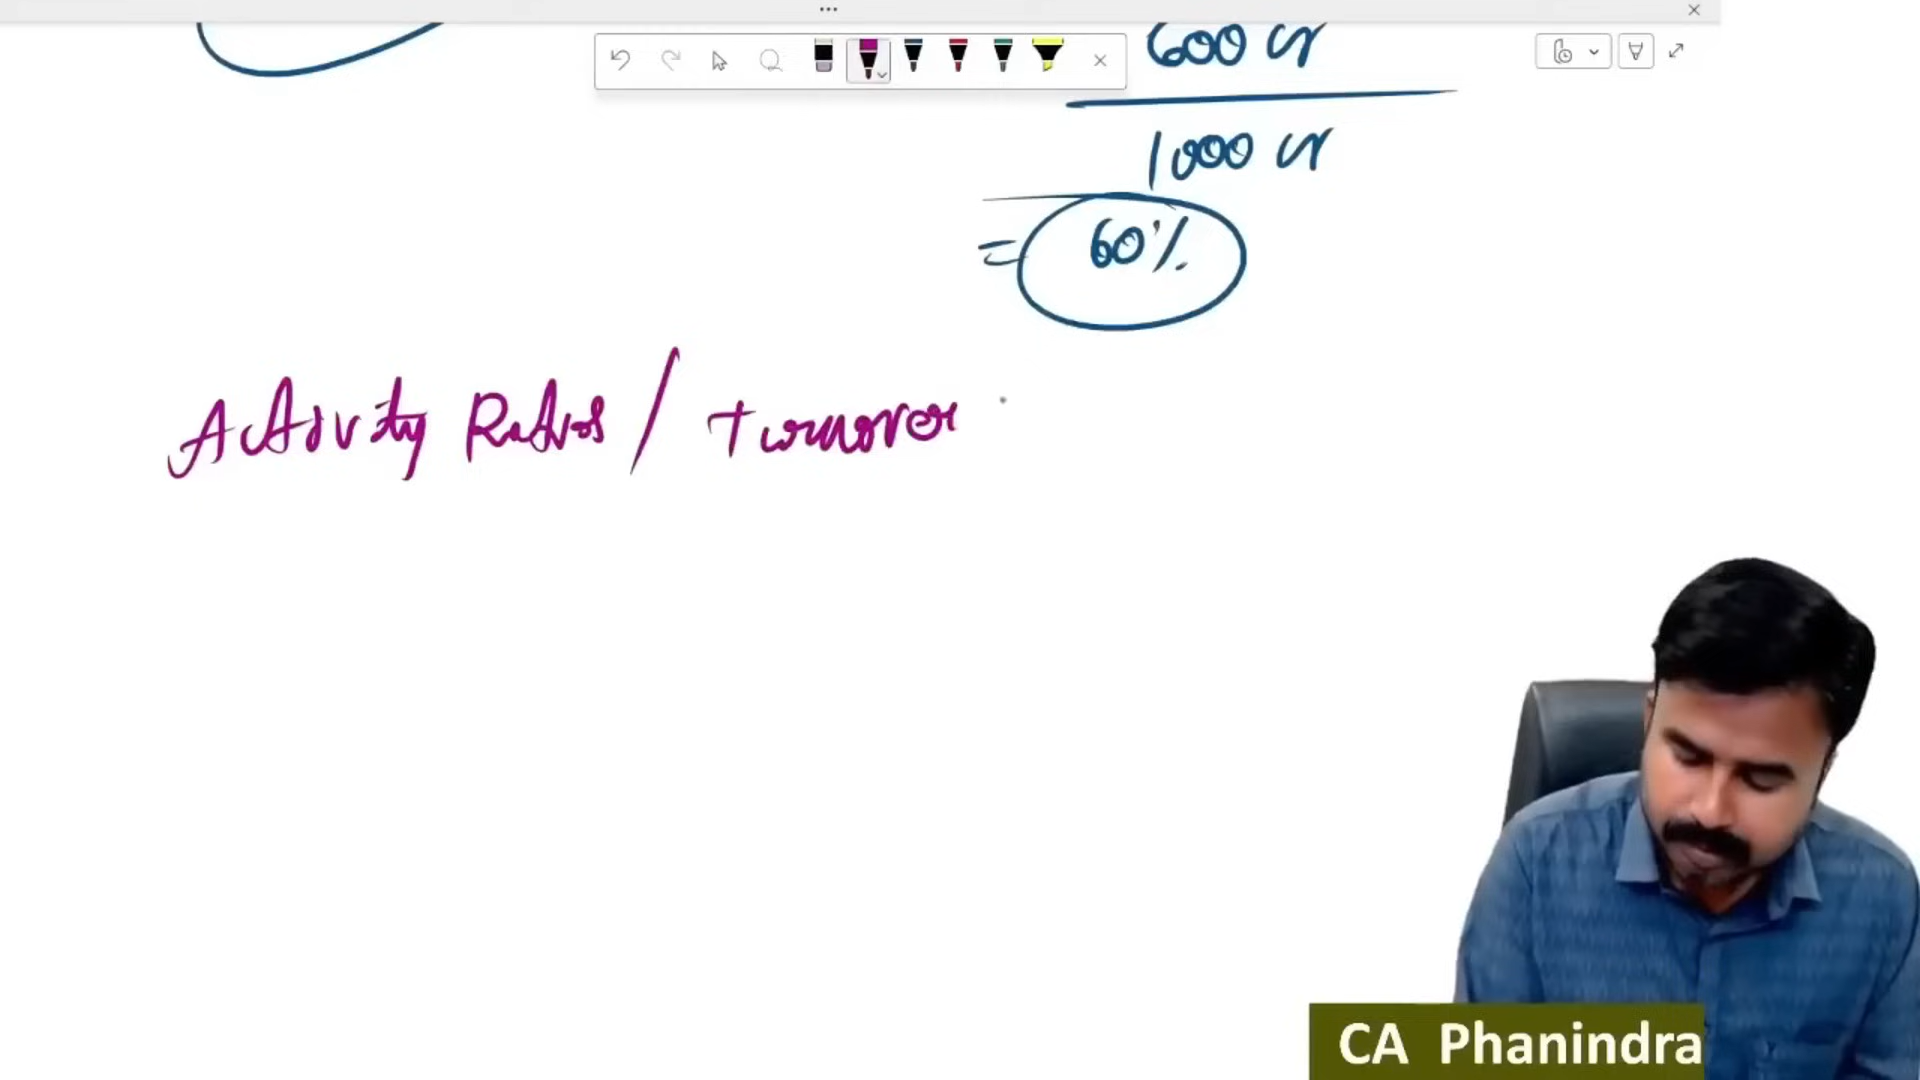 600 cr
1000 cr
= 60%
Activity Ratios / Turnover
CA Phanindra